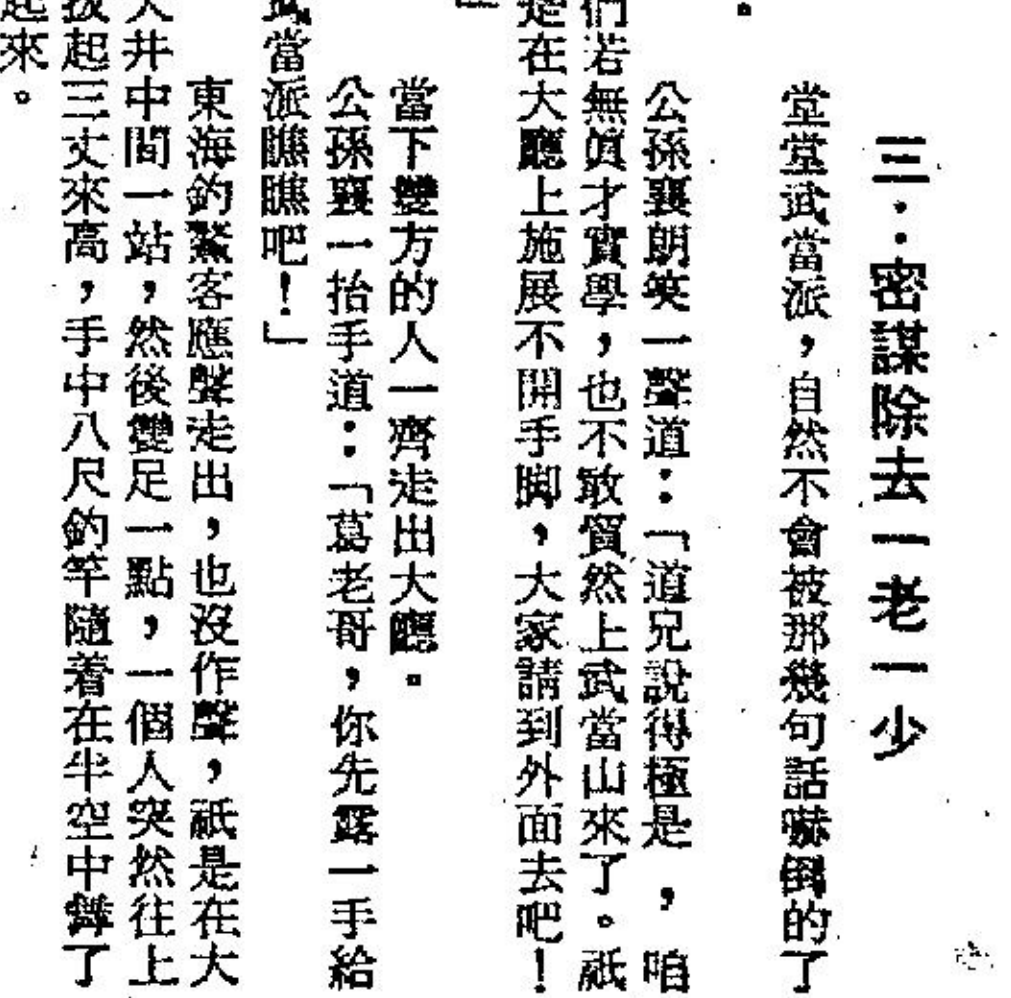 三：密謀除去一老一少
堂堂武當派，自然不會被那幾句話嚇倒的了
。
公孫襄朗笑一聲道：「道兄說得極是，咱
們若無眞才實學，也不敢貿然上武當山來了。祇
是在大廳上施展不開手脚，大家請到外面去吧！
」
當下雙方的人一齊走出大廳。
公孫襄一抬手道：「葛老哥，你先露一手給
武當派瞧瞧吧！」
東海釣鰲客應聲走出，也沒作聲，祇是在大
天井中間一站，然後雙足一點，一個人突然往上
拔起三丈來高，手中八尺釣竿隨着在半空中舞了
起來。